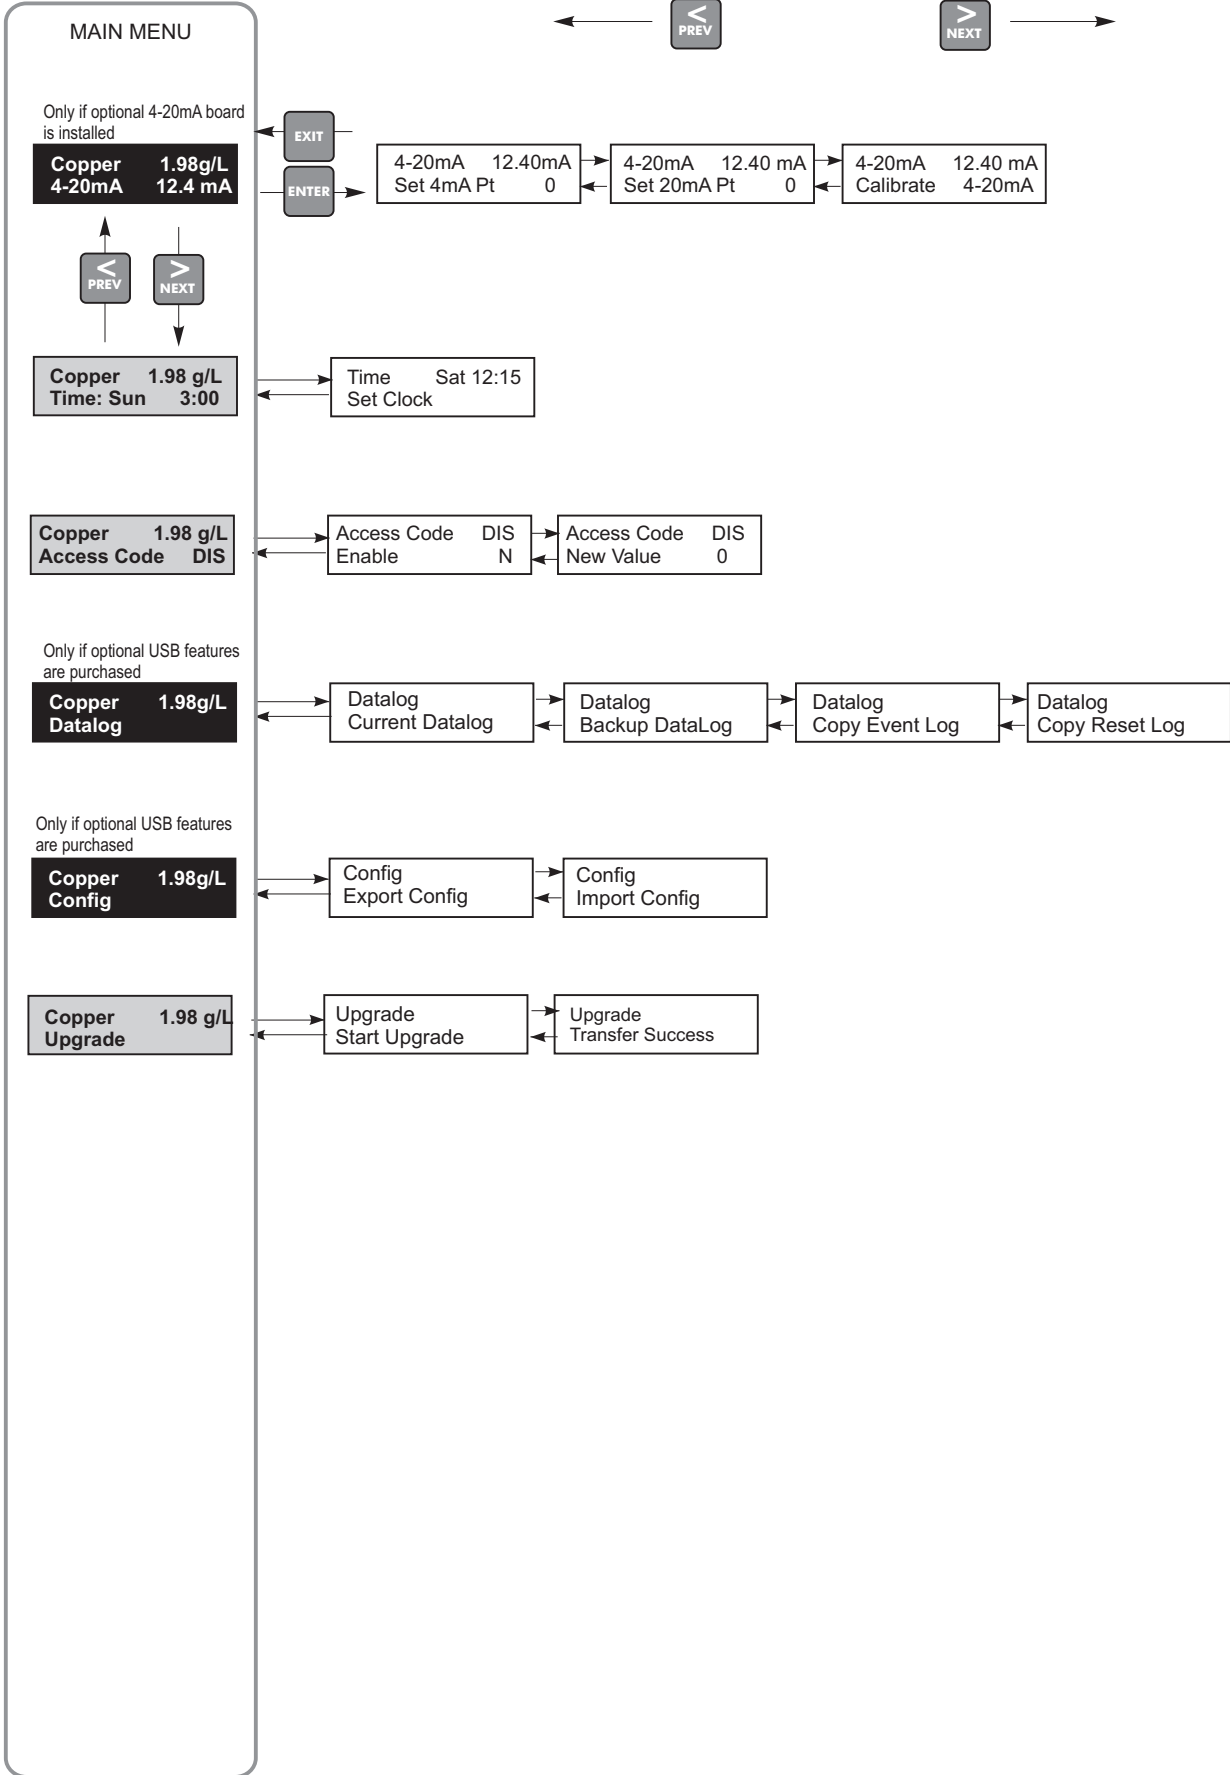 MAIN MENU
<
PREV
>
NEXT
Only if optional 4-20mA board
is installed
Copper 1.98g/L
4-20mA 12.4 mA
EXIT
ENTER
4-20mA 12.40mA
Set 4mA Pt 0
4-20mA 12.40 mA
Set 20mA Pt 0
4-20mA 12.40 mA
Calibrate 4-20mA
<
PREV
>
NEXT
Copper 1.98 g/L
Time: Sun 3:00
Time Sat 12:15
Set Clock
Copper 1.98 g/L
Access Code DIS
Access Code DIS
Enable N
Access Code DIS
New Value 0
Only if optional USB features
are purchased
Copper 1.98g/L
Datalog
Datalog
Current Datalog
Datalog
Backup DataLog
Datalog
Copy Event Log
Datalog
Copy Reset Log
Only if optional USB features
are purchased
Copper 1.98g/L
Config
Config
Export Config
Config
Import Config
Copper 1.98 g/L
Upgrade
Upgrade
Start Upgrade
Upgrade
Transfer Success